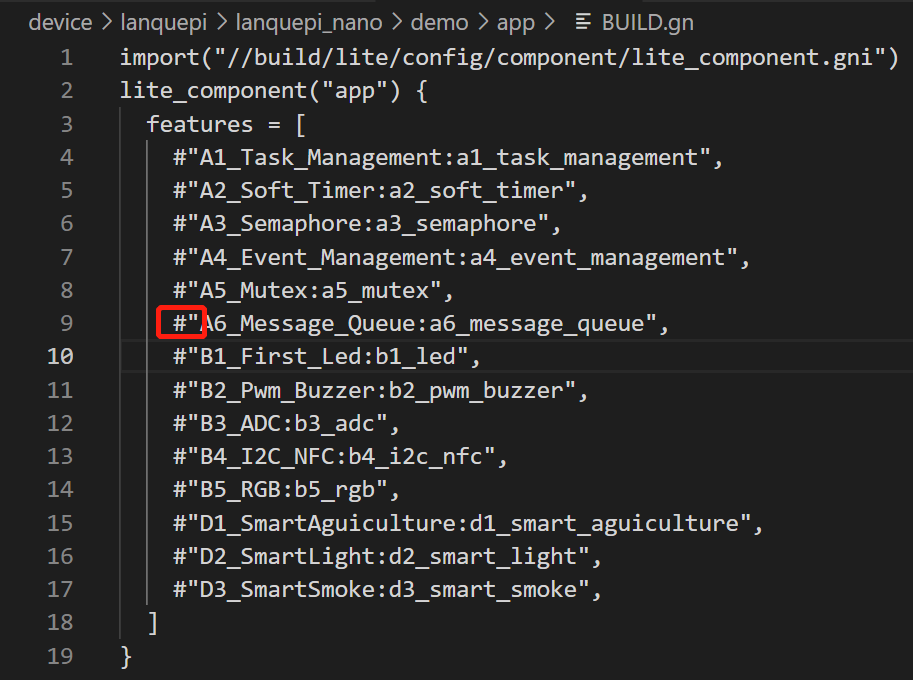 device > lanquepi > lanquepi_nano > demo > app > BUILD.gn
1 import("//build/lite/config/component/lite_component.gni")
2 lite_component("app") {
3 features = [
4 #"A1_Task_Management:a1_task_management",
5 #"A2_Soft_Timer:a2_soft_timer",
6 #"A3_Semaphore:a3_semaphore",
7 #"A4_Event_Management:a4_event_management",
8 #"A5_Mutex:a5_mutex",
9 #"A6_Message_Queue:a6_message_queue",
10 #"B1_First_Led:b1_led",
11 #"B2_Pwm_Buzzer:b2_pwm_buzzer",
12 #"B3_ADC:b3_adc",
13 #"B4_I2C_NFC:b4_i2c_nfc",
14 #"B5_RGB:b5_rgb",
15 #"D1_SmartAguiculture:d1_smart_aguiculture",
16 #"D2_SmartLight:d2_smart_light",
17 #"D3_SmartSmoke:d3_smart_smoke",
18 ]
19 }